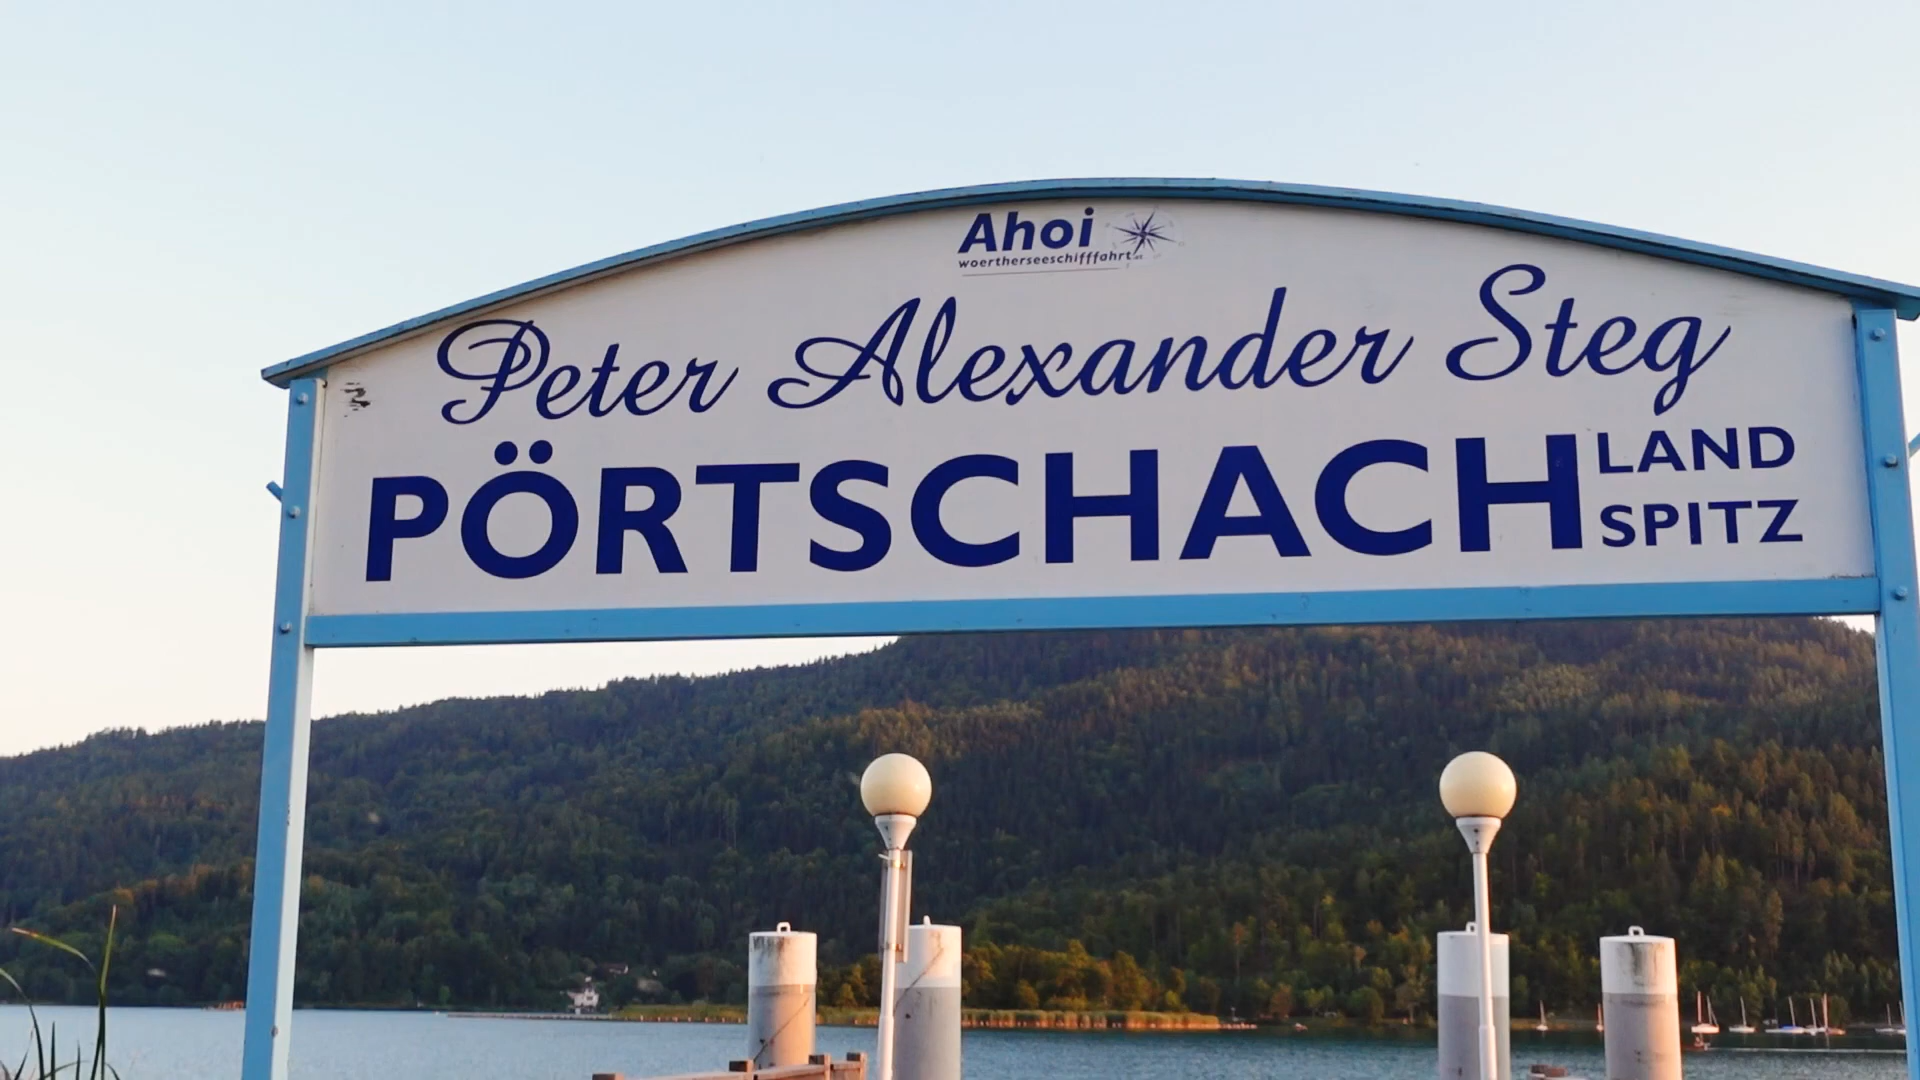 Ahoi
woertherseeschifffahrt.at
Peter Alexander Steg
PÖRTSCHACH LAND
SPITZ